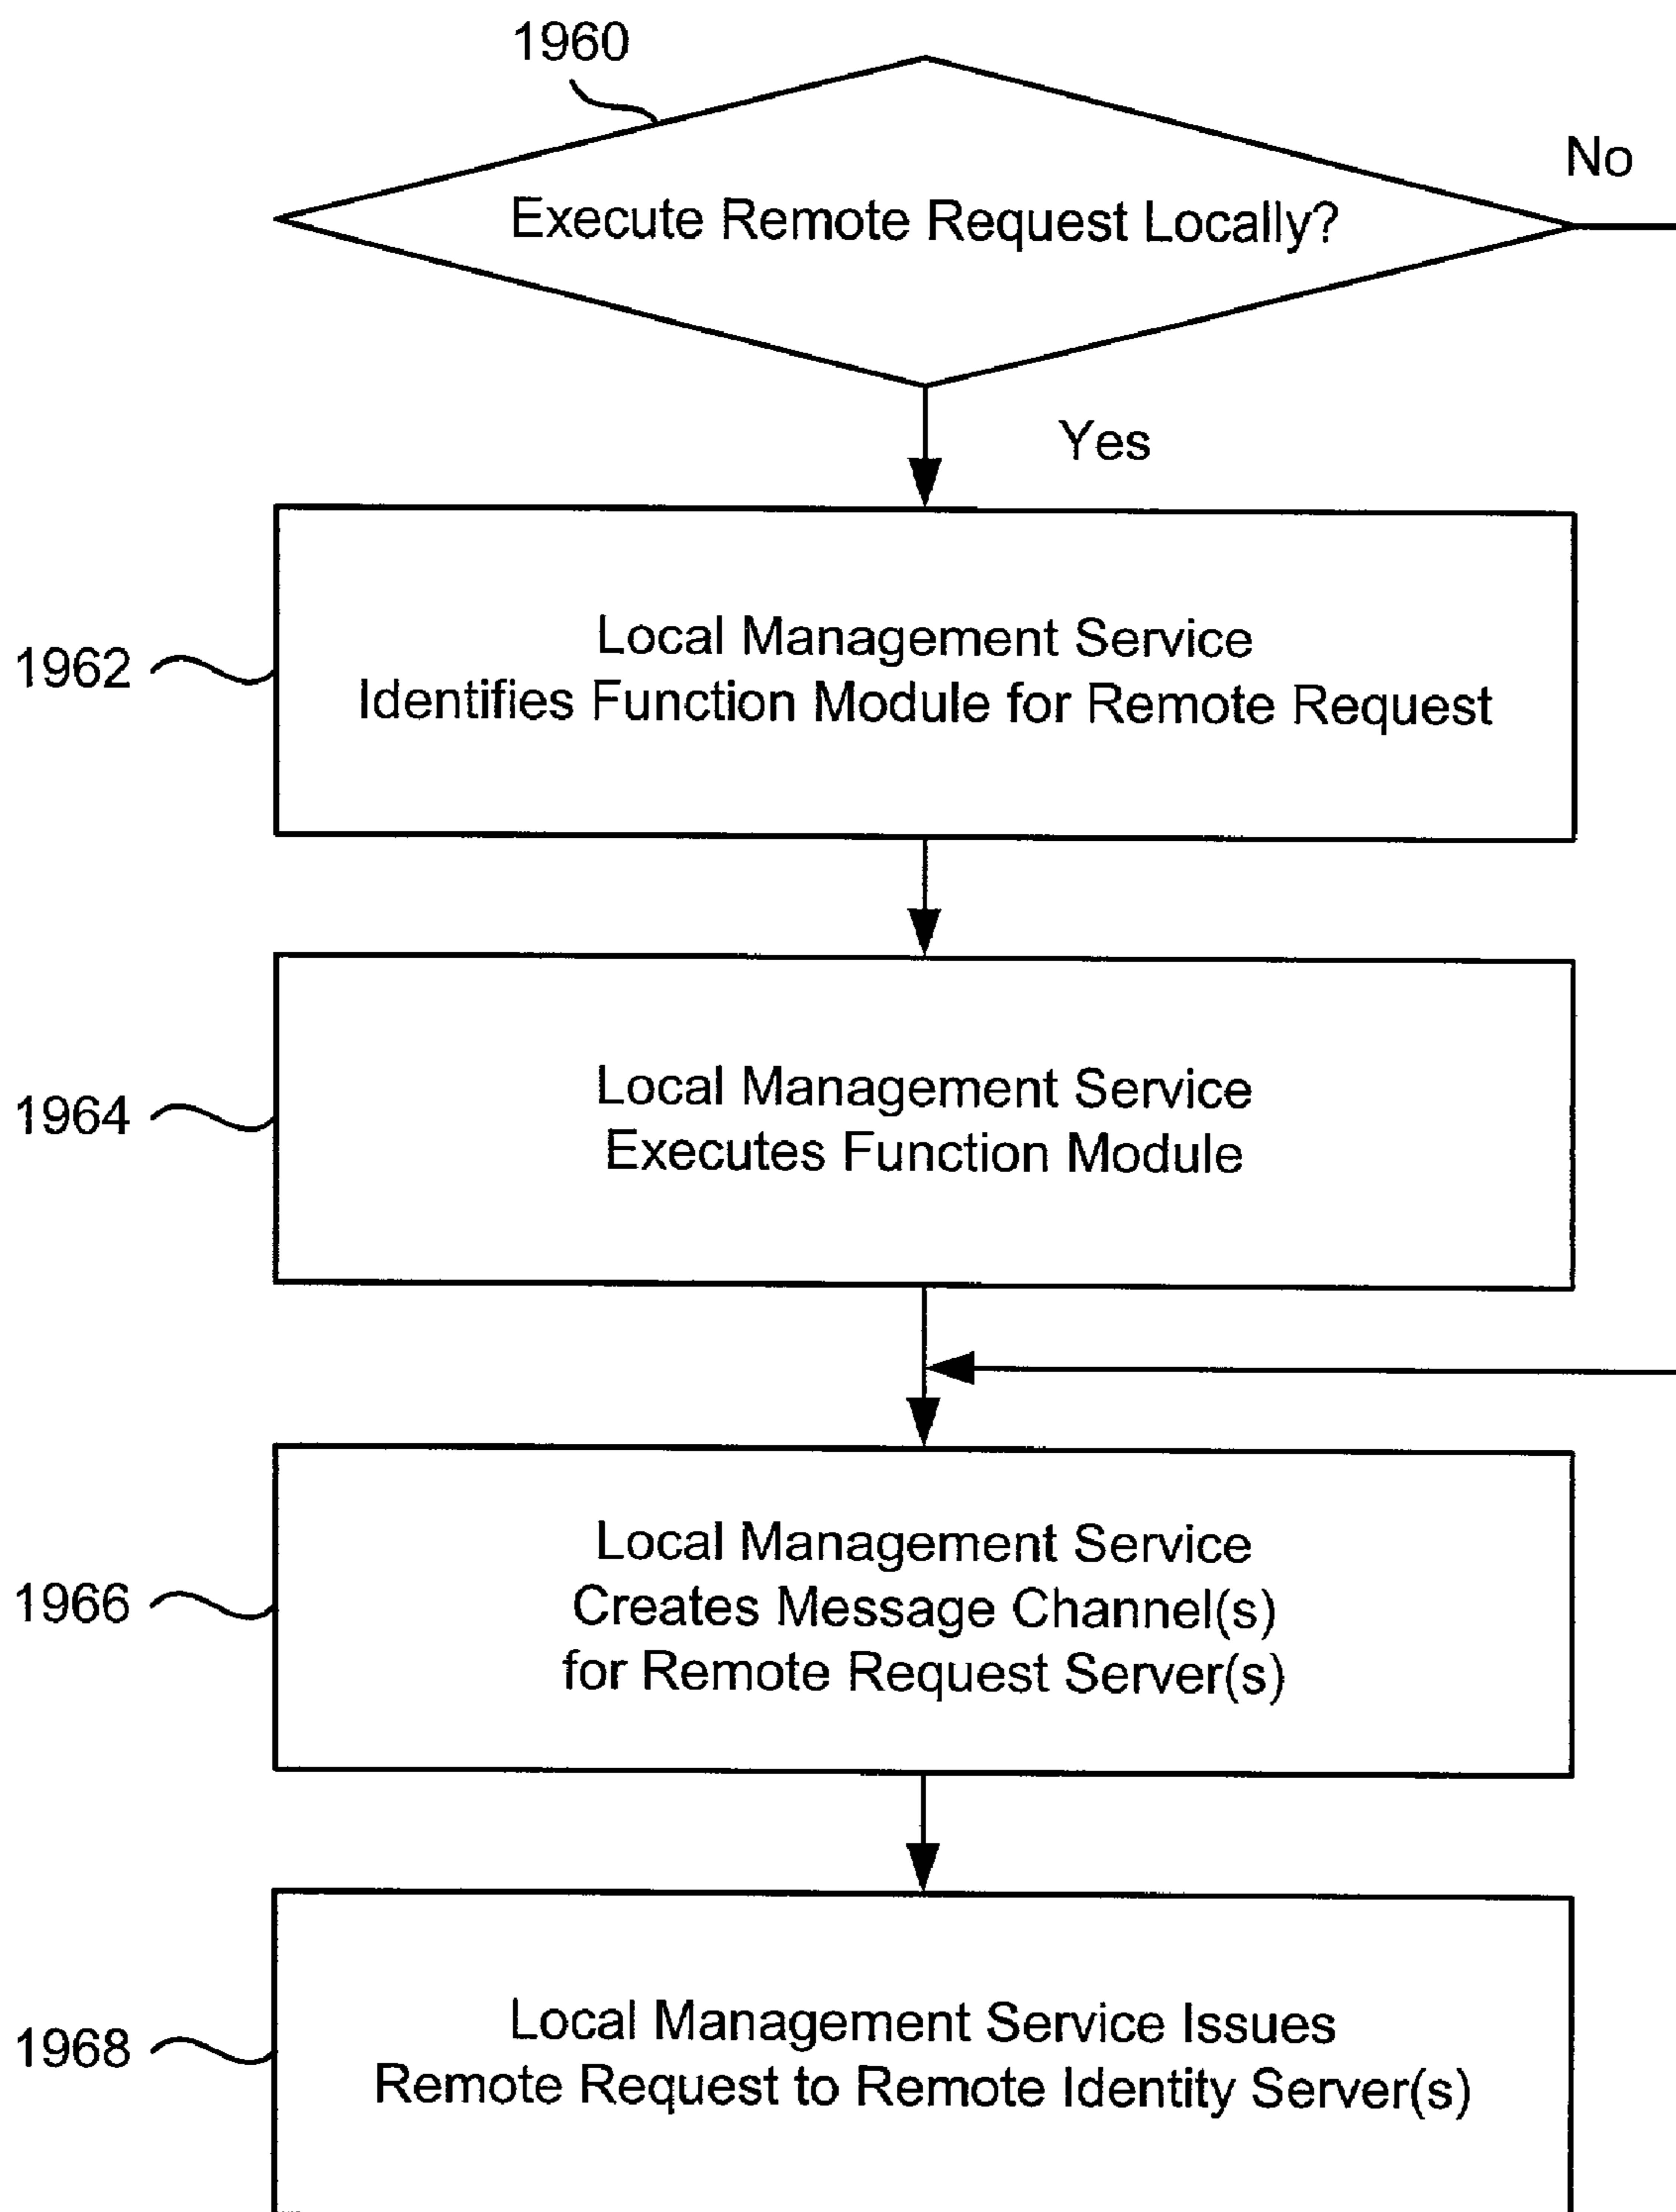 1960
No
Execute Remote Request Locally?
Yes
Local Management Service
Identifies Function Module for Remote Request
1962
Local Management Service
Executes Function Module
1964
Local Management Service
Creates Message Channel(s)
for Remote Request Server(s)
1966
Local Management Service Issues
Remote Request to Remote Identity Server(s)
1968